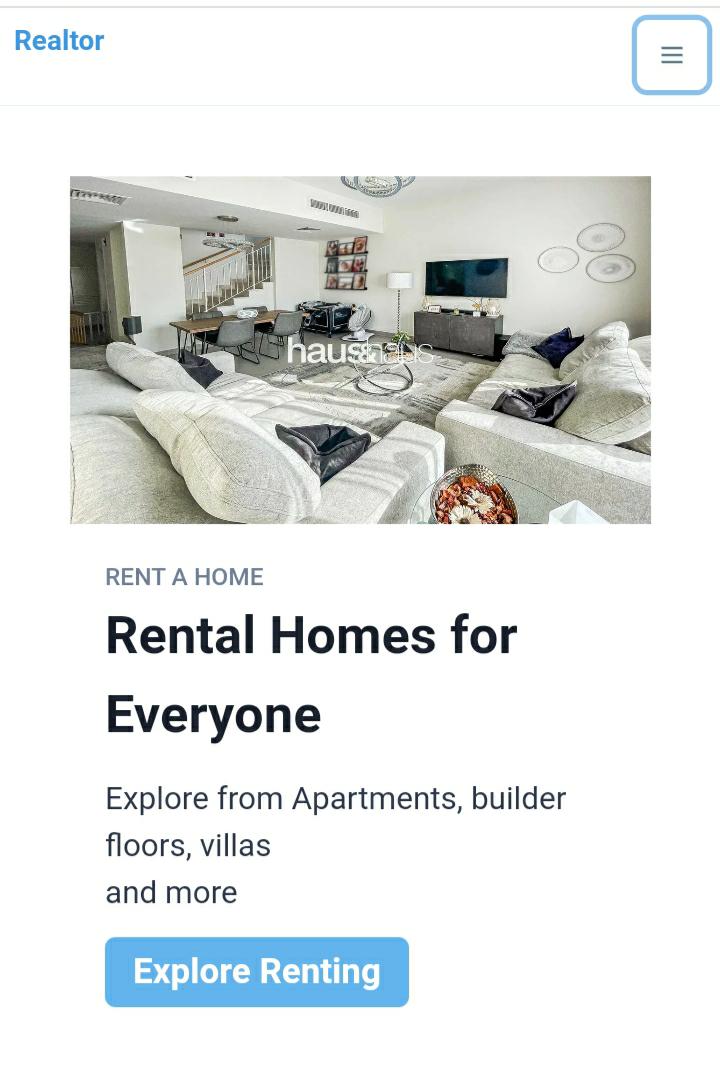 Realtor
haus&haus
RENT A HOME
Rental Homes for
Everyone
Explore from Apartments, builder
floors, villas
and more
Explore Renting